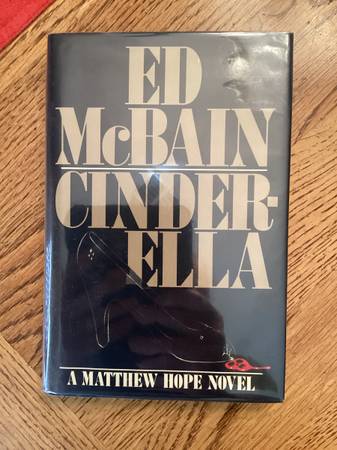 ED
McBAIN
CINDER-
ELLA
A MATTHEW HOPE NOVEL